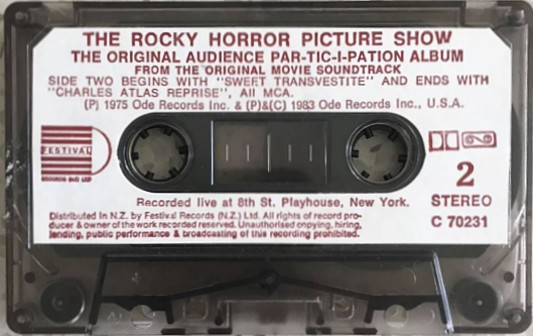 THE ROCKY HORROR PICTURE SHOW
THE ORIGINAL AUDIENCE PAR-TIC-I-PATION ALBUM
FROM THE ORIGINAL MOVIE SOUNDTRACK
SIDE TWO BEGINS WITH "SWEET TRANSVESTITE" AND ENDS WITH
"CHARLES ATLAS REPRISE", All MCA.
(P) 1975 Ode Records Inc. & (P)&(C) 1983 Ode Records Inc., U.S.A.
FESTIVAL
2
Recorded live at 8th St. Playhouse, New York.
STEREO
C 70231
Distributed in N.Z. by Festival Records (N.Z.) Ltd. All rights of record pro-
ducer & owner of the work recorded reserved. Unauthorised copying, hiring,
lending, public performance & broadcasting of this recording prohibited.